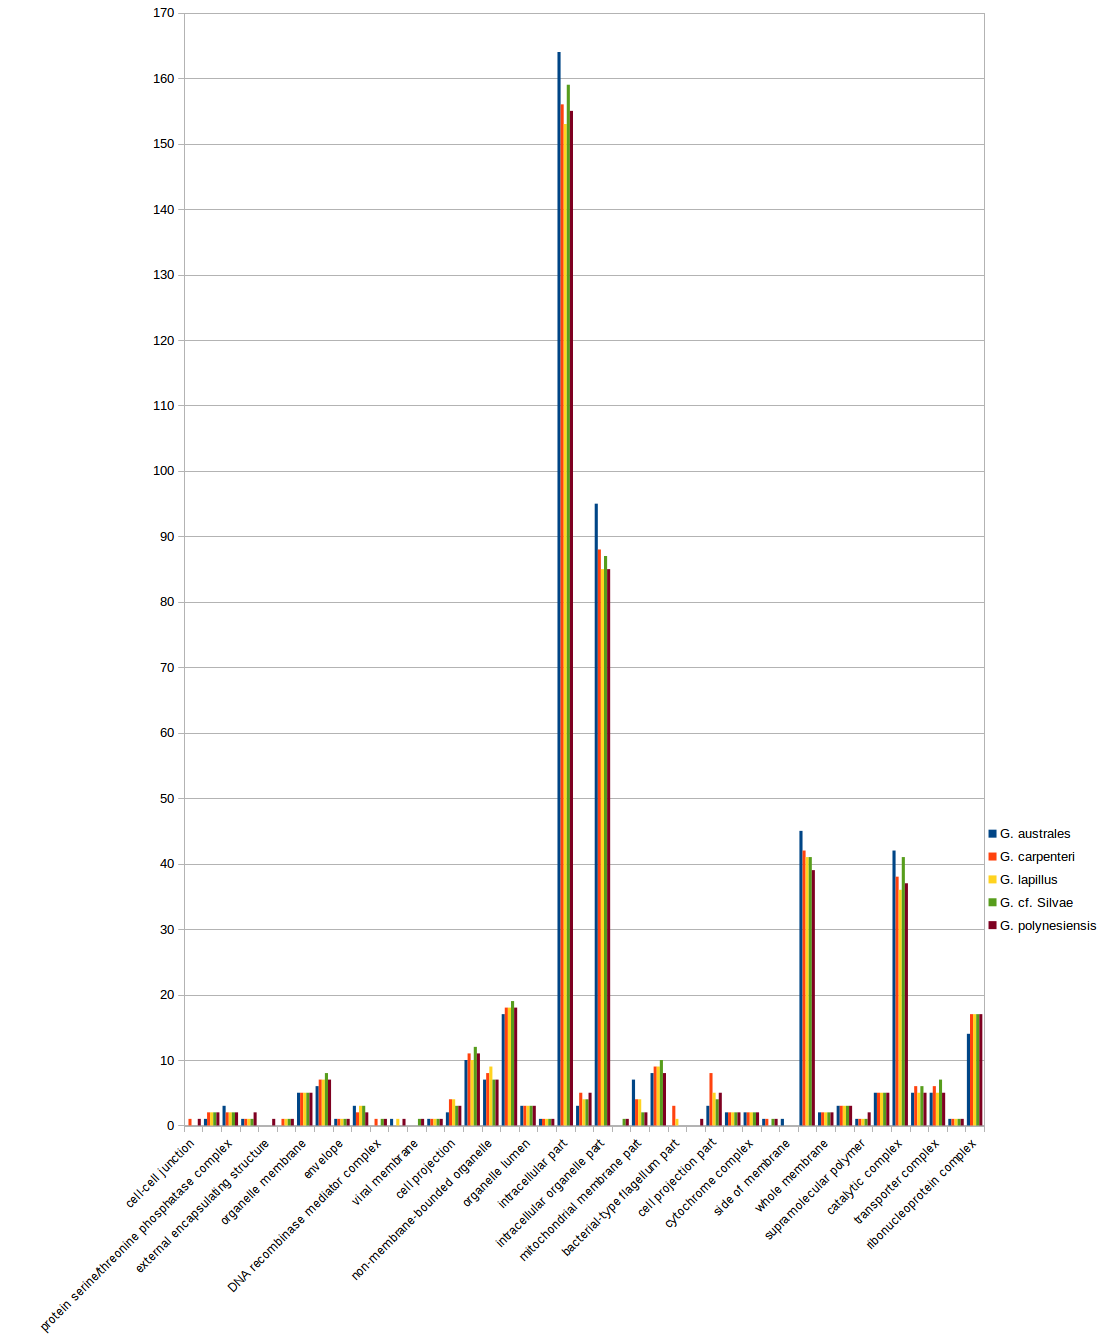 170
160
150
140
130
120
110
100
90
80
70
60
50
40
30
20
10
0
G. australes
G. carpenteri
G. lapillus
G. cf. Silvae
G. polynesiensis
cell-cell junction
protein serine/threonine phosphatase complex
external encapsulating structure
organelle membrane
envelope
DNA recombinase mediator complex
viral membrane
cell projection
non-membrane-bounded organelle
organelle lumen
intracellular part
intracellular organelle part
mitochondrial membrane part
bacterial-type flagellum part
cell projection part
cytochrome complex
side of membrane
whole membrane
supramolecular polymer
catalytic complex
transporter complex
ribonucleoprotein complex